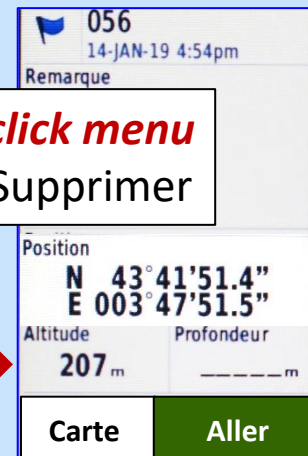 056
14-JAN-19 4:54pm
Remarque
click menu
Supprimer
Position
N 43°41’51.4”
E 003°47’51.5”
Altitude Profondeur
207 m _____m
Carte Aller